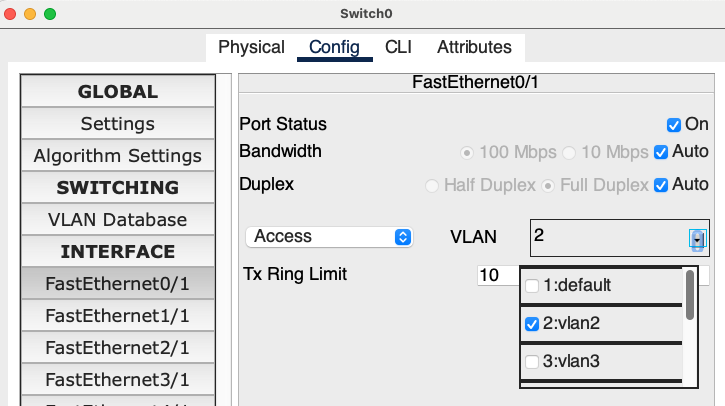 Switch0
Physical Config CLI Attributes
GLOBAL
Settings
Algorithm Settings
SWITCHING
VLAN Database
INTERFACE
FastEthernet0/1
FastEthernet1/1
FastEthernet2/1
FastEthernet3/1
FastEthernet0/1
Port Status On
Bandwidth 100 Mbps 10 Mbps Auto
Duplex Half Duplex Full Duplex Auto
Access VLAN 2
Tx Ring Limit 10
1:default
2:vlan2
3:vlan3